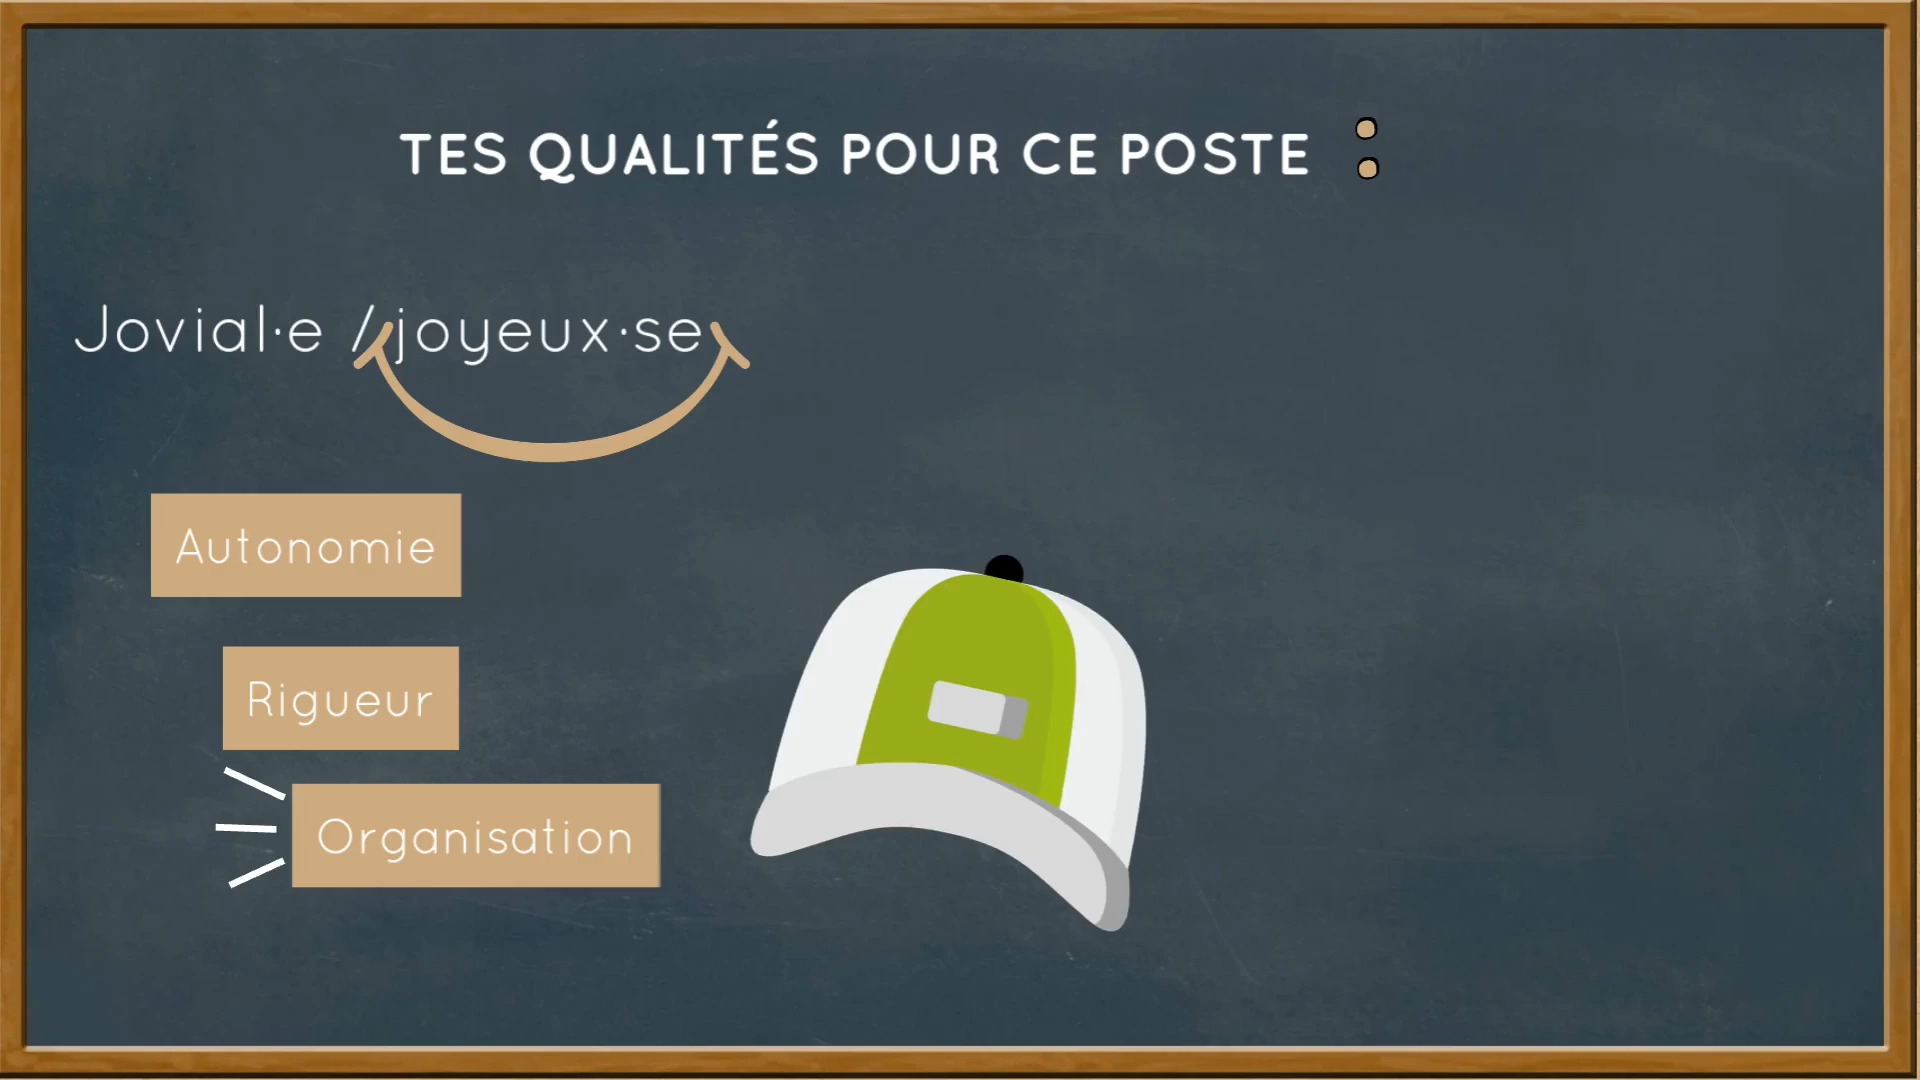 TES QUALITÉS POUR CE POSTE :
Jovial·e / joyeux·se
Autonomie
Rigueur
Organisation